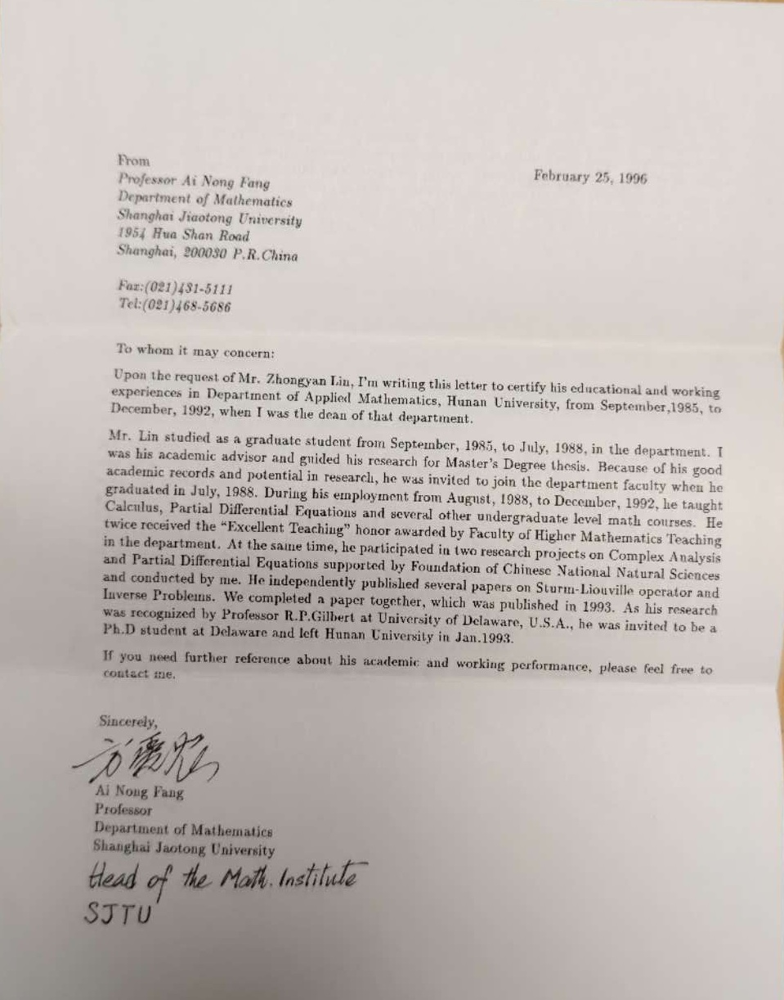 From
February 25, 1996
Professor Ai Nong Fang
Department of Mathematics
Shanghai Jiaotong University
1954 Hua Shan Road
Shanghai, 200030 P.R.China
Fax:(021)431-5111
Tel:(021)468-5686
To whom it may concern:
Upon the request of Mr. Zhongyan Lin, I'm writing this letter to certify his educational and working
experiences in Department of Applied Mathematics, Hunan University, from September,1985, to
December, 1992, when I was the dean of that department.
Mr. Lin studied as a graduate student from September, 1985, to July, 1988, in the department. I
was his academic advisor and guided his research for Master's Degree thesis. Because of his good
academic records and potential in research, he was invited to join the department faculty when he
graduated in July, 1988. During his employment from August, 1988, to December, 1992, he taught
Calculus, Partial Differential Equations and several other undergraduate level math courses. He
twice received the "Excellent Teaching" honor awarded by Faculty of Higher Mathematics Teaching
in the department. At the same time, he participated in two research projects on Complex Analysis
and Partial Differential Equations supported by Foundation of Chinese National Natural Sciences
and conducted by me. He independently published several papers on Sturm-Liouville operator and
Inverse Problems. We completed a paper together, which was published in 1993. As his research
was recognized by Professor R.P.Gilbert at University of Delaware, U.S.A., he was invited to be a
Ph.D student at Delaware and left Hunan University in Jan.1993.
If you need further reference about his academic and working performance, please feel free to
contact me.
Sincerely,
Ai Nong Fang
Professor
Department of Mathematics
Shanghai Jaotong University
Head of the Math. Institute
SJTU